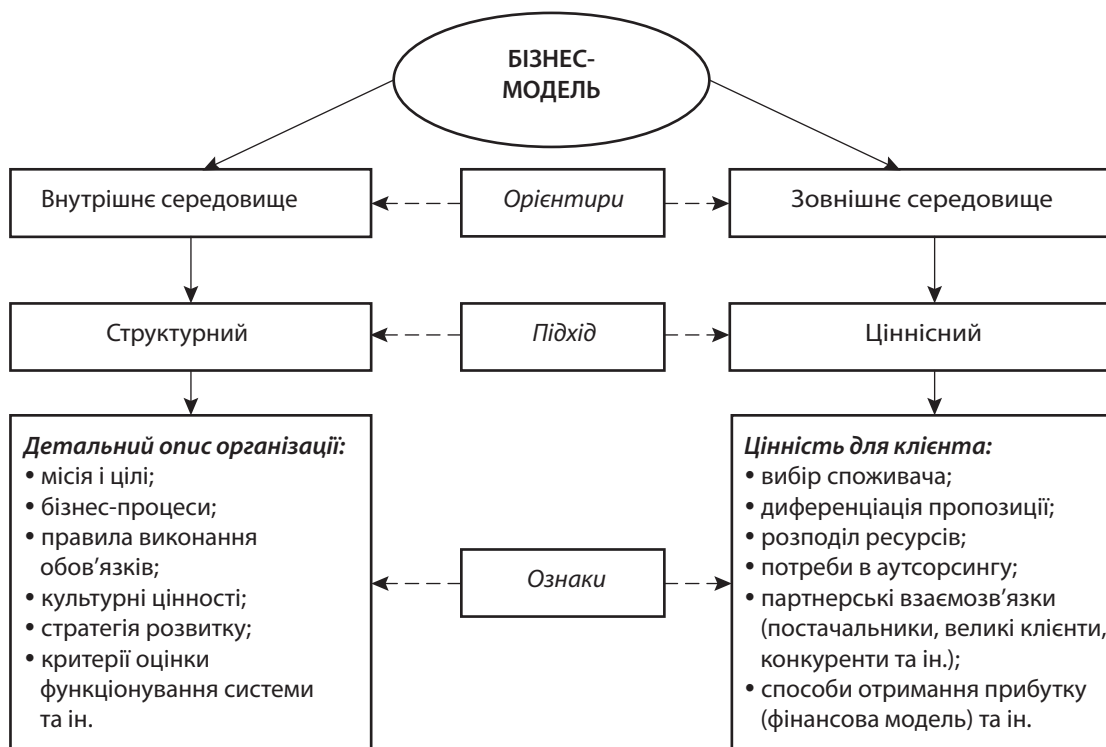 БІЗНЕС-
МОДЕЛЬ
Внутрішнє середовище
Орієнтири
Зовнішнє середовище
Структурний
Підхід
Ціннісний
Детальний опис організації:
• місія і цілі;
• бізнес-процеси;
• правила виконання
обов’язків;
• культурні цінності;
• стратегія розвитку;
• критерії оцінки
функціонування системи
та ін.
Ознаки
Цінність для клієнта:
• вибір споживача;
• диференціація пропозиції;
• розподіл ресурсів;
• потреби в аутсорсингу;
• партнерські взаємозв’язки
(постачальники, великі клієнти,
конкуренти та ін.);
• способи отримання прибутку
(фінансова модель) та ін.